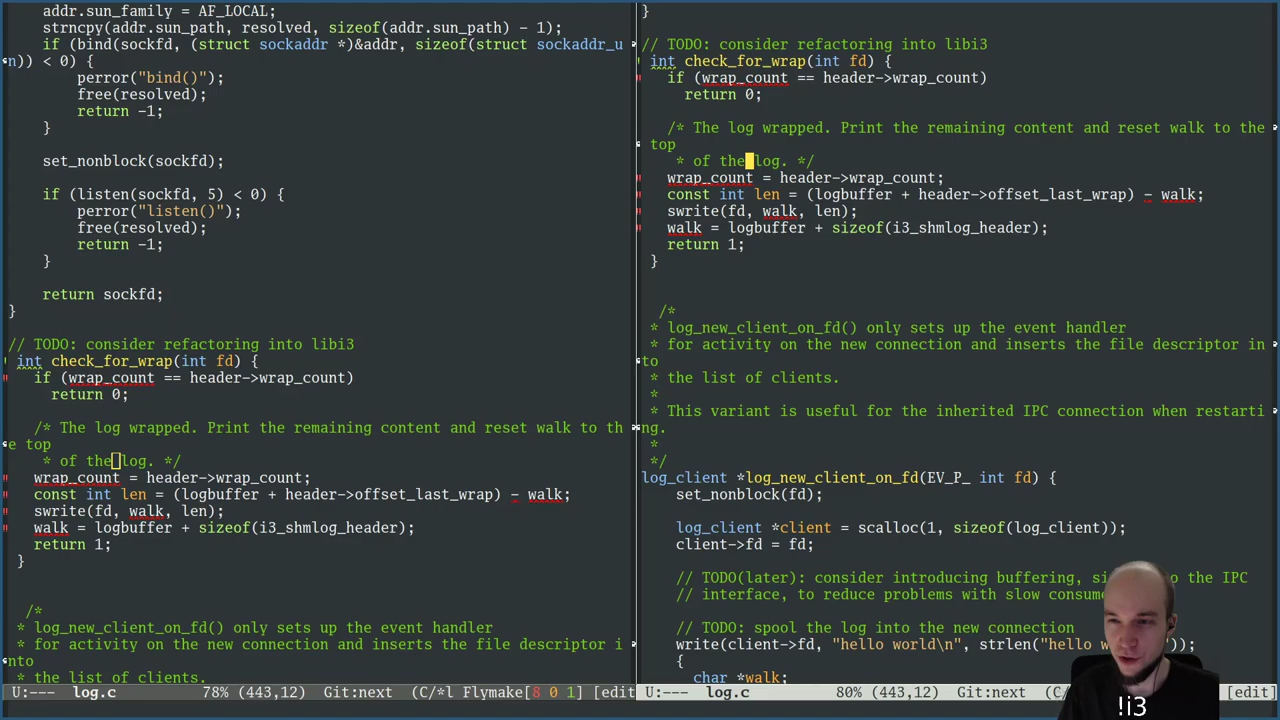 addr.sun_family = AF_LOCAL;
strncpy(addr.sun_path, resolved, sizeof(addr.sun_path) - 1);
if (bind(sockfd, (struct sockaddr *)&addr, sizeof(struct sockaddr_u
n)) < 0) {
perror("bind()");
free(resolved);
return -1;
}
set_nonblock(sockfd);
if (listen(sockfd, 5) < 0) {
perror("listen()");
free(resolved);
return -1;
}
return sockfd;
}
// TODO: consider refactoring into libi3
int check_for_wrap(int fd) {
if (wrap_count == header->wrap_count)
return 0;
/* The log wrapped. Print the remaining content and reset walk to th
e top
* of the log. */
wrap_count = header->wrap_count;
const int len = (logbuffer + header->offset_last_wrap) - walk;
swrite(fd, walk, len);
walk = logbuffer + sizeof(i3_shmlog_header);
return 1;
}
/*
* log_new_client_on_fd() only sets up the event handler
* for activity on the new connection and inserts the file descriptor i
nto
* the list of clients.
U:--- log.c 78% (443,12) Git:next (C/*l Flymake[8 0 1] [edit
}
// TODO: consider refactoring into libi3
int check_for_wrap(int fd) {
if (wrap_count == header->wrap_count)
return 0;
/* The log wrapped. Print the remaining content and reset walk to the
top
* of the log. */
wrap_count = header->wrap_count;
const int len = (logbuffer + header->offset_last_wrap) - walk;
swrite(fd, walk, len);
walk = logbuffer + sizeof(i3_shmlog_header);
return 1;
}
/*
* log_new_client_on_fd() only sets up the event handler
* for activity on the new connection and inserts the file descriptor in
to
* the list of clients.
*
* This variant is useful for the inherited IPC connection when restarti
ng.
*
*/
log_client *log_new_client_on_fd(EV_P_ int fd) {
set_nonblock(fd);
log_client *client = scalloc(1, sizeof(log_client));
client->fd = fd;
// TODO(later): consider introducing buffering, si o the IPC
// interface, to reduce problems with slow consume
// TODO: spool the log into the new connection
write(client->fd, "hello world\n", strlen("hello w "));
{
char *walk;
U:--- log.c 80% (443,12) Git:next (C/ [edit]
!i3